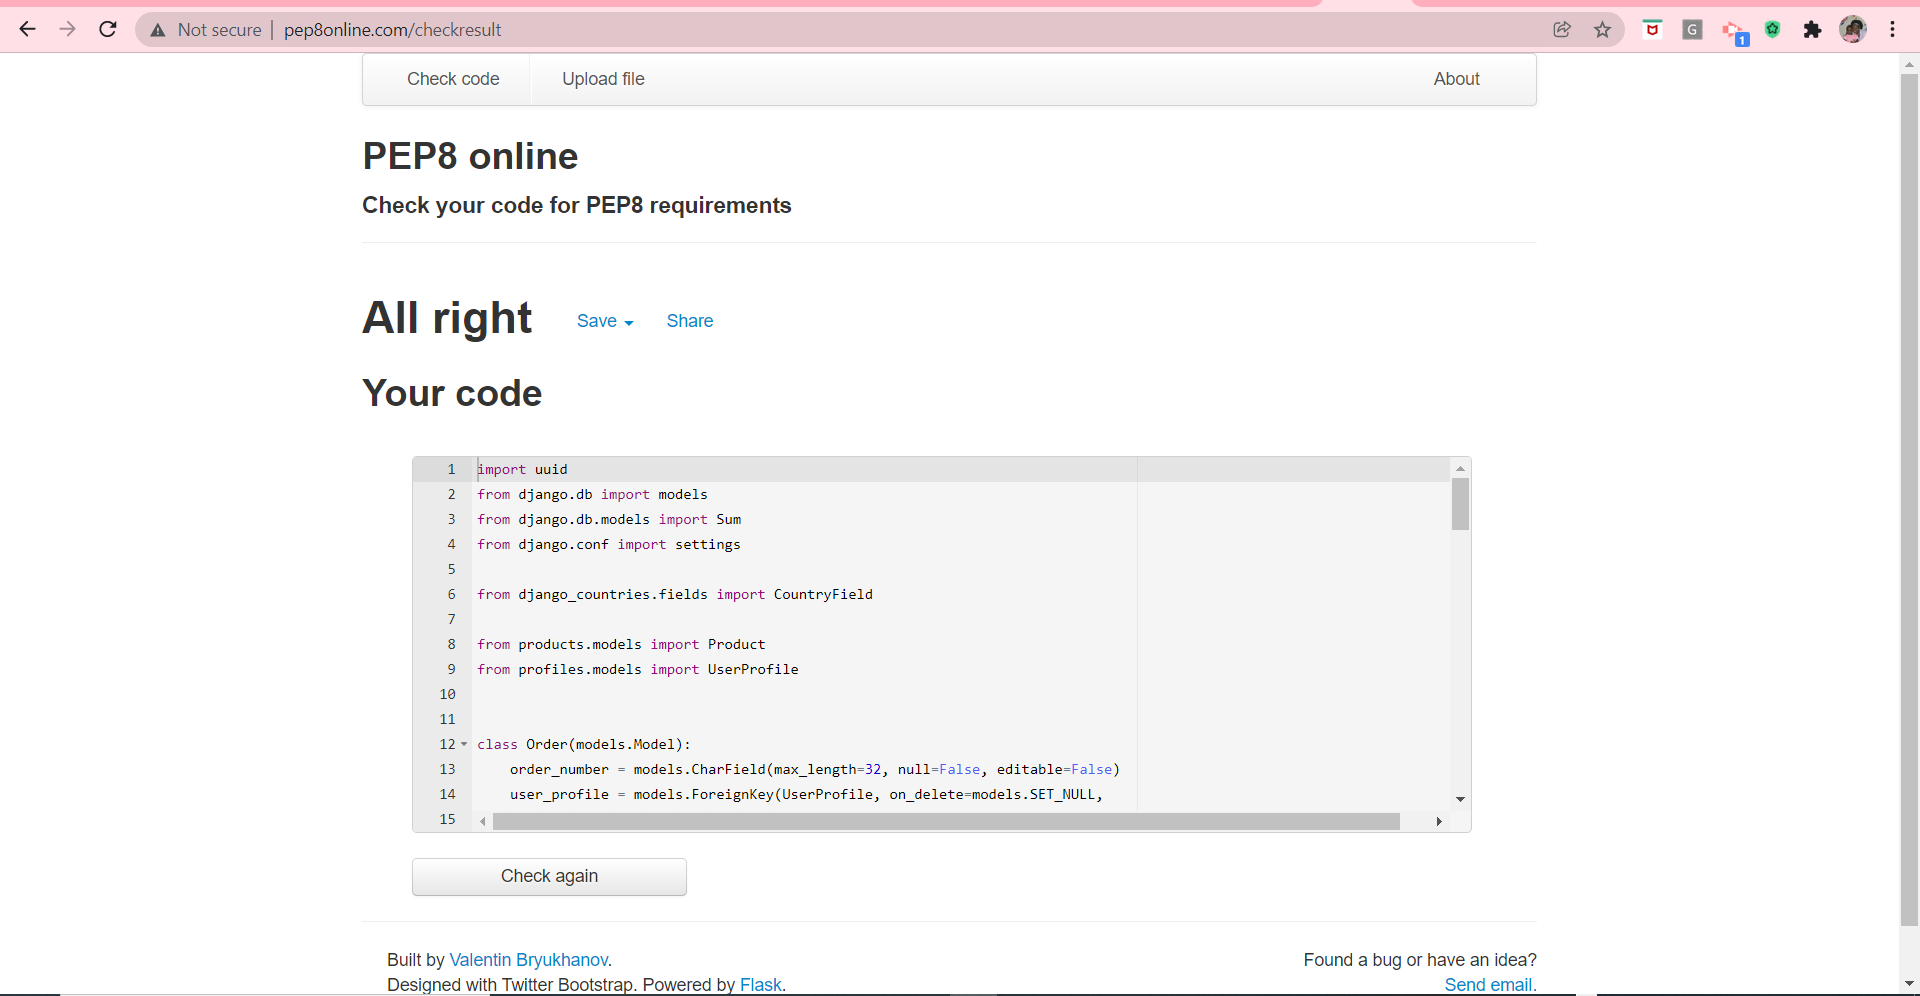 Not secure pep8online.com/checkresult
G
1
Check code Upload file About
PEP8 online
Check your code for PEP8 requirements
All right Save Share
Your code
1 import uuid
2 from django.db import models
3 from django.db.models import Sum
4 from django.conf import settings
5
6 from django_countries.fields import CountryField
7
8 from products.models import Product
9 from profiles.models import UserProfile
10
11
12 class Order(models.Model):
13 order_number = models.CharField(max_length=32, null=False, editable=False)
14 user_profile = models.ForeignKey(UserProfile, on_delete=models.SET_NULL,
15
Check again
Built by Valentin Bryukhanov. Found a bug or have an idea?
Designed with Twitter Bootstrap. Powered by Flask. Send email.